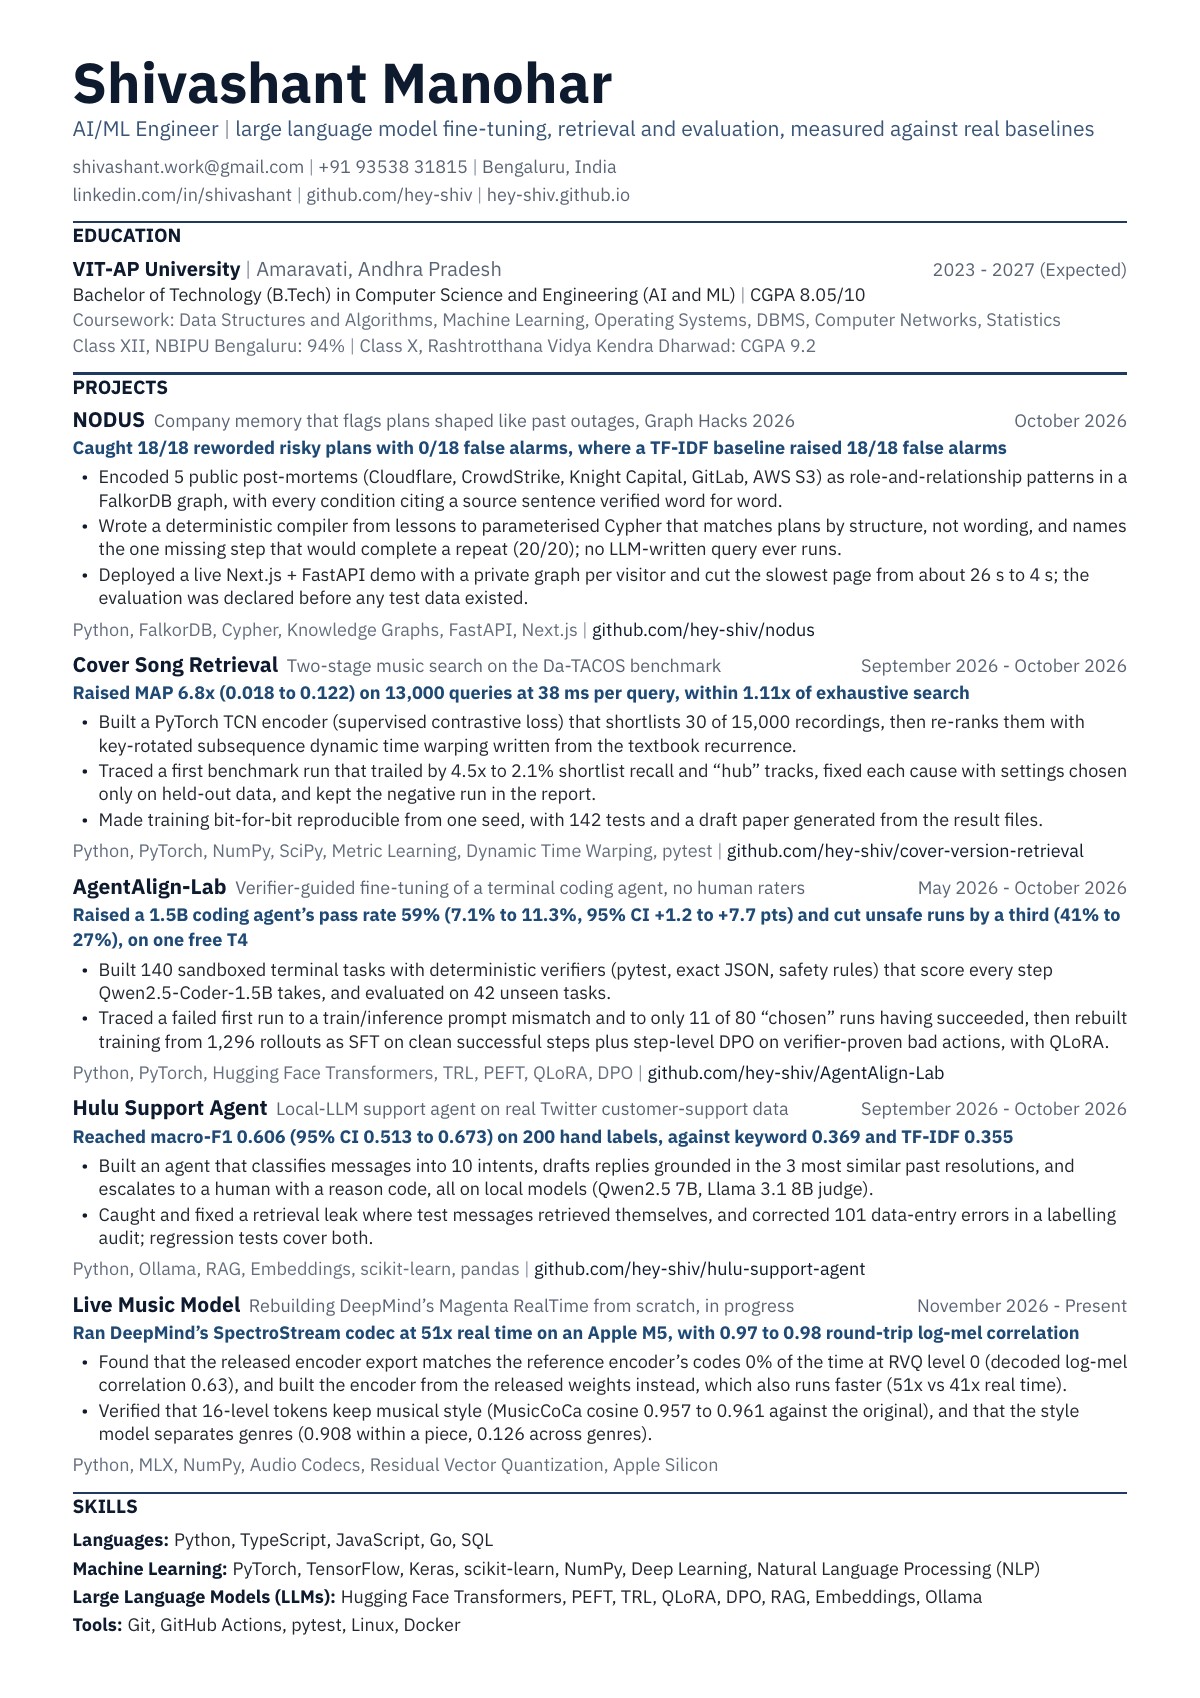 Shivashant Manohar
AI/ML Engineer | large language model fine-tuning, retrieval and evaluation, measured against real baselines
shivashant.work@gmail.com | +91 93538 31815 | Bengaluru, India
linkedin.com/in/shivashant | github.com/hey-shiv | hey-shiv.github.io
EDUCATION
VIT-AP University | Amaravati, Andhra Pradesh 2023 - 2027 (Expected)
Bachelor of Technology (B.Tech) in Computer Science and Engineering (AI and ML) | CGPA 8.05/10
Coursework: Data Structures and Algorithms, Machine Learning, Operating Systems, DBMS, Computer Networks, Statistics
Class XII, NBIPU Bengaluru: 94% | Class X, Rashtrotthana Vidya Kendra Dharwad: CGPA 9.2
PROJECTS
NODUS Company memory that flags plans shaped like past outages, Graph Hacks 2026 October 2026
Caught 18/18 reworded risky plans with 0/18 false alarms, where a TF-IDF baseline raised 18/18 false alarms
• Encoded 5 public post-mortems (Cloudflare, CrowdStrike, Knight Capital, GitLab, AWS S3) as role-and-relationship patterns in a
FalkorDB graph, with every condition citing a source sentence verified word for word.
• Wrote a deterministic compiler from lessons to parameterised Cypher that matches plans by structure, not wording, and names
the one missing step that would complete a repeat (20/20); no LLM-written query ever runs.
• Deployed a live Next.js + FastAPI demo with a private graph per visitor and cut the slowest page from about 26 s to 4 s; the
evaluation was declared before any test data existed.
Python, FalkorDB, Cypher, Knowledge Graphs, FastAPI, Next.js | github.com/hey-shiv/nodus
Cover Song Retrieval Two-stage music search on the Da-TACOS benchmark September 2026 - October 2026
Raised MAP 6.8x (0.018 to 0.122) on 13,000 queries at 38 ms per query, within 1.11x of exhaustive search
• Built a PyTorch TCN encoder (supervised contrastive loss) that shortlists 30 of 15,000 recordings, then re-ranks them with
key-rotated subsequence dynamic time warping written from the textbook recurrence.
• Traced a first benchmark run that trailed by 4.5x to 2.1% shortlist recall and “hub” tracks, fixed each cause with settings chosen
only on held-out data, and kept the negative run in the report.
• Made training bit-for-bit reproducible from one seed, with 142 tests and a draft paper generated from the result files.
Python, PyTorch, NumPy, SciPy, Metric Learning, Dynamic Time Warping, pytest | github.com/hey-shiv/cover-version-retrieval
AgentAlign-Lab Verifier-guided fine-tuning of a terminal coding agent, no human raters May 2026 - October 2026
Raised a 1.5B coding agent’s pass rate 59% (7.1% to 11.3%, 95% CI +1.2 to +7.7 pts) and cut unsafe runs by a third (41% to
27%), on one free T4
• Built 140 sandboxed terminal tasks with deterministic verifiers (pytest, exact JSON, safety rules) that score every step
Qwen2.5-Coder-1.5B takes, and evaluated on 42 unseen tasks.
• Traced a failed first run to a train/inference prompt mismatch and to only 11 of 80 “chosen” runs having succeeded, then rebuilt
training from 1,296 rollouts as SFT on clean successful steps plus step-level DPO on verifier-proven bad actions, with QLoRA.
Python, PyTorch, Hugging Face Transformers, TRL, PEFT, QLoRA, DPO | github.com/hey-shiv/AgentAlign-Lab
Hulu Support Agent Local-LLM support agent on real Twitter customer-support data September 2026 - October 2026
Reached macro-F1 0.606 (95% CI 0.513 to 0.673) on 200 hand labels, against keyword 0.369 and TF-IDF 0.355
• Built an agent that classifies messages into 10 intents, drafts replies grounded in the 3 most similar past resolutions, and
escalates to a human with a reason code, all on local models (Qwen2.5 7B, Llama 3.1 8B judge).
• Caught and fixed a retrieval leak where test messages retrieved themselves, and corrected 101 data-entry errors in a labelling
audit; regression tests cover both.
Python, Ollama, RAG, Embeddings, scikit-learn, pandas | github.com/hey-shiv/hulu-support-agent
Live Music Model Rebuilding DeepMind’s Magenta RealTime from scratch, in progress November 2026 - Present
Ran DeepMind’s SpectroStream codec at 51x real time on an Apple M5, with 0.97 to 0.98 round-trip log-mel correlation
• Found that the released encoder export matches the reference encoder’s codes 0% of the time at RVQ level 0 (decoded log-mel
correlation 0.63), and built the encoder from the released weights instead, which also runs faster (51x vs 41x real time).
• Verified that 16-level tokens keep musical style (MusicCoCa cosine 0.957 to 0.961 against the original), and that the style
model separates genres (0.908 within a piece, 0.126 across genres).
Python, MLX, NumPy, Audio Codecs, Residual Vector Quantization, Apple Silicon
SKILLS
Languages: Python, TypeScript, JavaScript, Go, SQL
Machine Learning: PyTorch, TensorFlow, Keras, scikit-learn, NumPy, Deep Learning, Natural Language Processing (NLP)
Large Language Models (LLMs): Hugging Face Transformers, PEFT, TRL, QLoRA, DPO, RAG, Embeddings, Ollama
Tools: Git, GitHub Actions, pytest, Linux, Docker